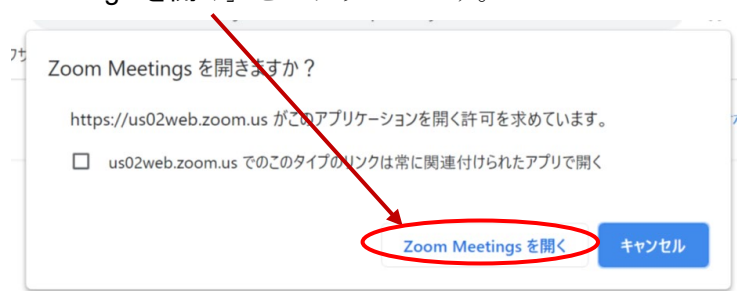 Zoom Meetings を開きますか？
https://us02web.zoom.us がこのアプリケーションを開く許可を求めています。
us02web.zoom.us でのこのタイプのリンクは常に関連付けられたアプリで開く
Zoom Meetings を開く
キャンセル